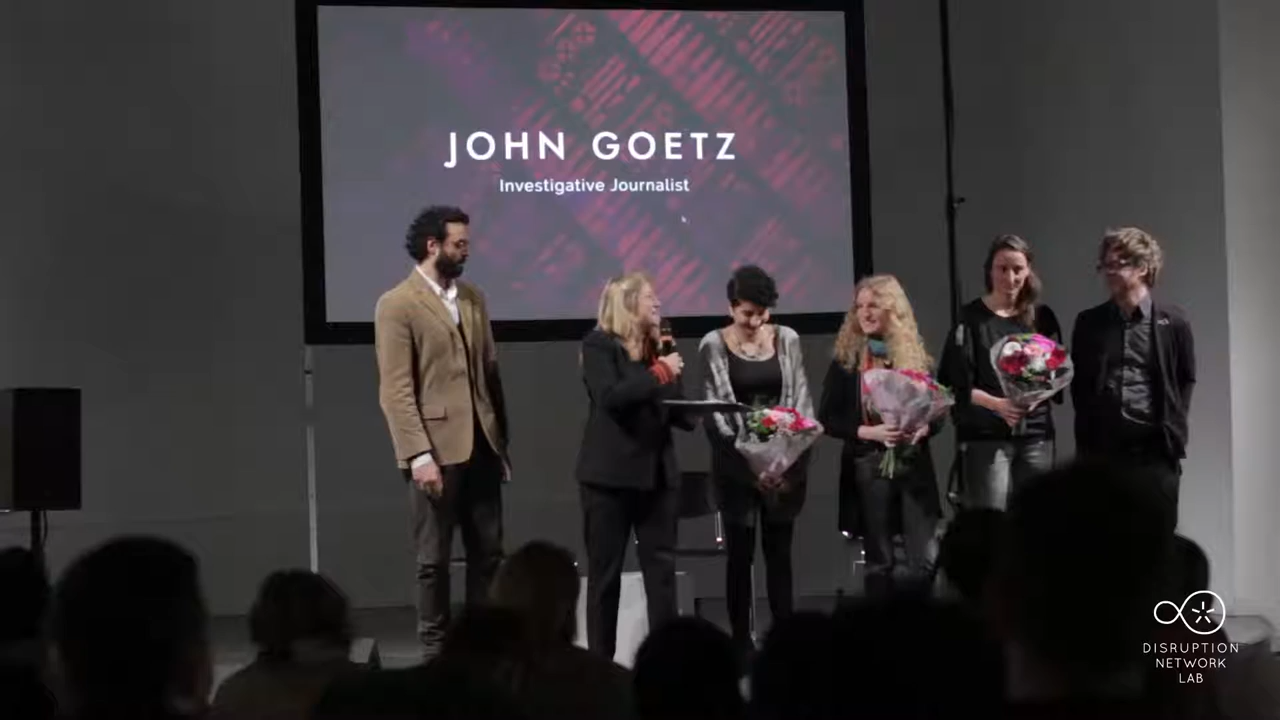 JOHN GOETZ
Investigative Journalist
DISRUPTION
NETWORK
LAB